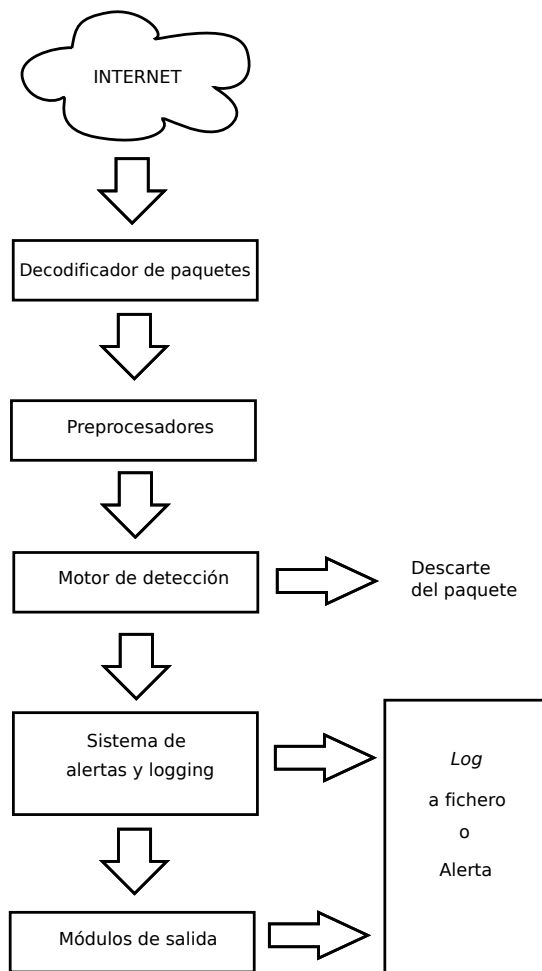 INTERNET
Decodificador de paquetes
Preprocesadores
Motor de detección
Descarte
del paquete
Sistema de
alertas y logging
Log
a fichero
o
Alerta
Módulos de salida